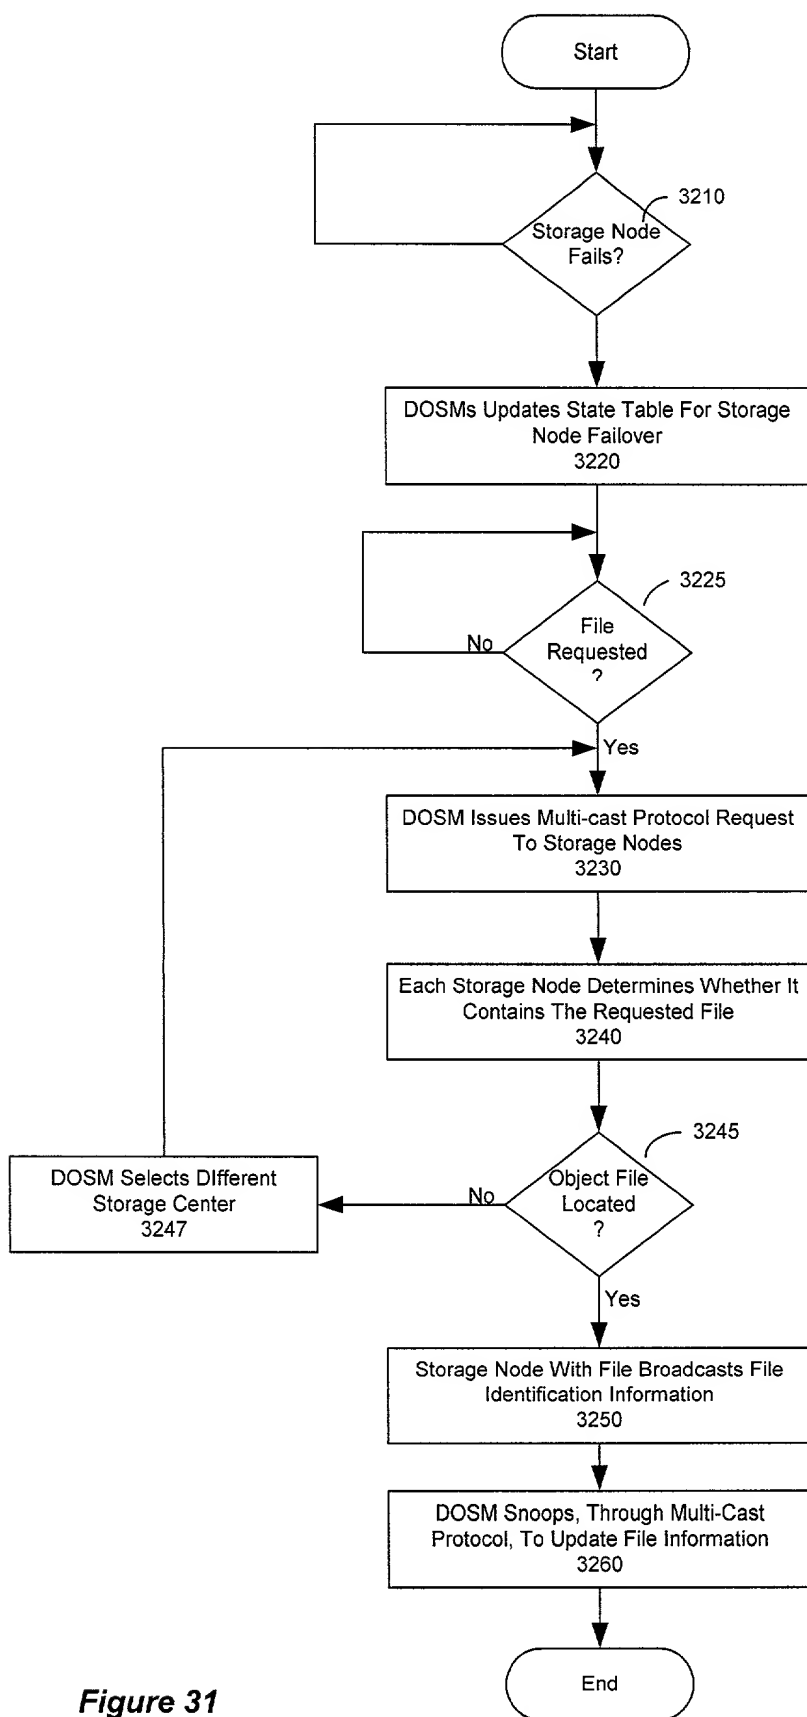 Start
3210
Storage Node
Fails?
DOSMs Updates State Table For Storage
Node Failover
3220
3225
File
Requested
?
No
Yes
DOSM Issues Multi-cast Protocol Request
To Storage Nodes
3230
Each Storage Node Determines Whether It
Contains The Requested File
3240
3245
Object File
Located
?
No
DOSM Selects DIfferent
Storage Center
3247
Yes
Storage Node With File Broadcasts File
Identification Information
3250
DOSM Snoops, Through Multi-Cast
Protocol, To Update File Information
3260
End
Figure 31